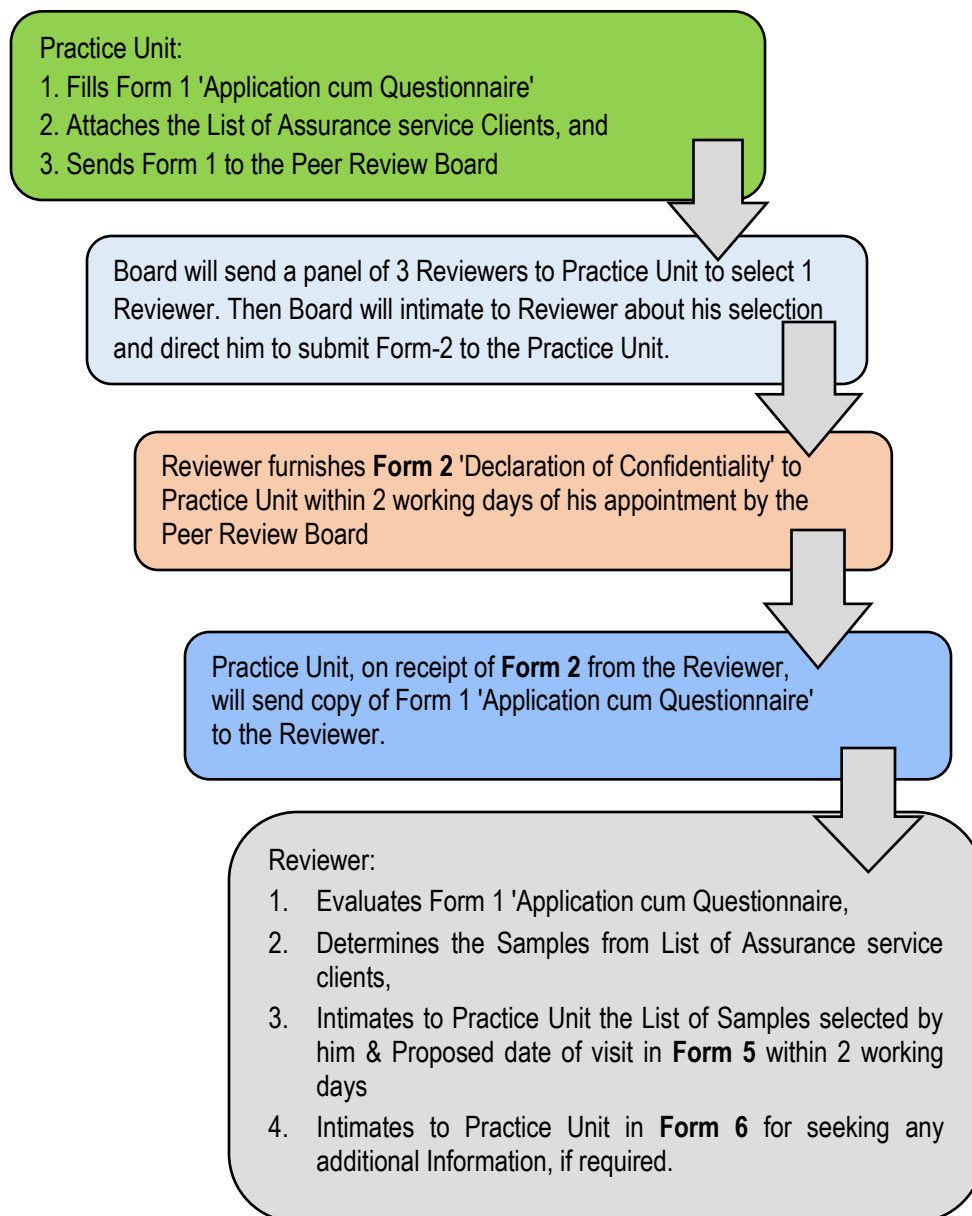 Practice Unit:
1. Fills Form 1 'Application cum Questionnaire'
2. Attaches the List of Assurance service Clients, and
3. Sends Form 1 to the Peer Review Board
Board will send a panel of 3 Reviewers to Practice Unit to select 1
Reviewer. Then Board will intimate to Reviewer about his selection
and direct him to submit Form-2 to the Practice Unit.
Reviewer furnishes Form 2 'Declaration of Confidentiality' to
Practice Unit within 2 working days of his appointment by the
Peer Review Board
Practice Unit, on receipt of Form 2 from the Reviewer,
will send copy of Form 1 'Application cum Questionnaire'
to the Reviewer.
Reviewer:
1. Evaluates Form 1 'Application cum Questionnaire,
2. Determines the Samples from List of Assurance service
clients,
3. Intimates to Practice Unit the List of Samples selected by
him & Proposed date of visit in Form 5 within 2 working
days
4. Intimates to Practice Unit in Form 6 for seeking any
additional Information, if required.